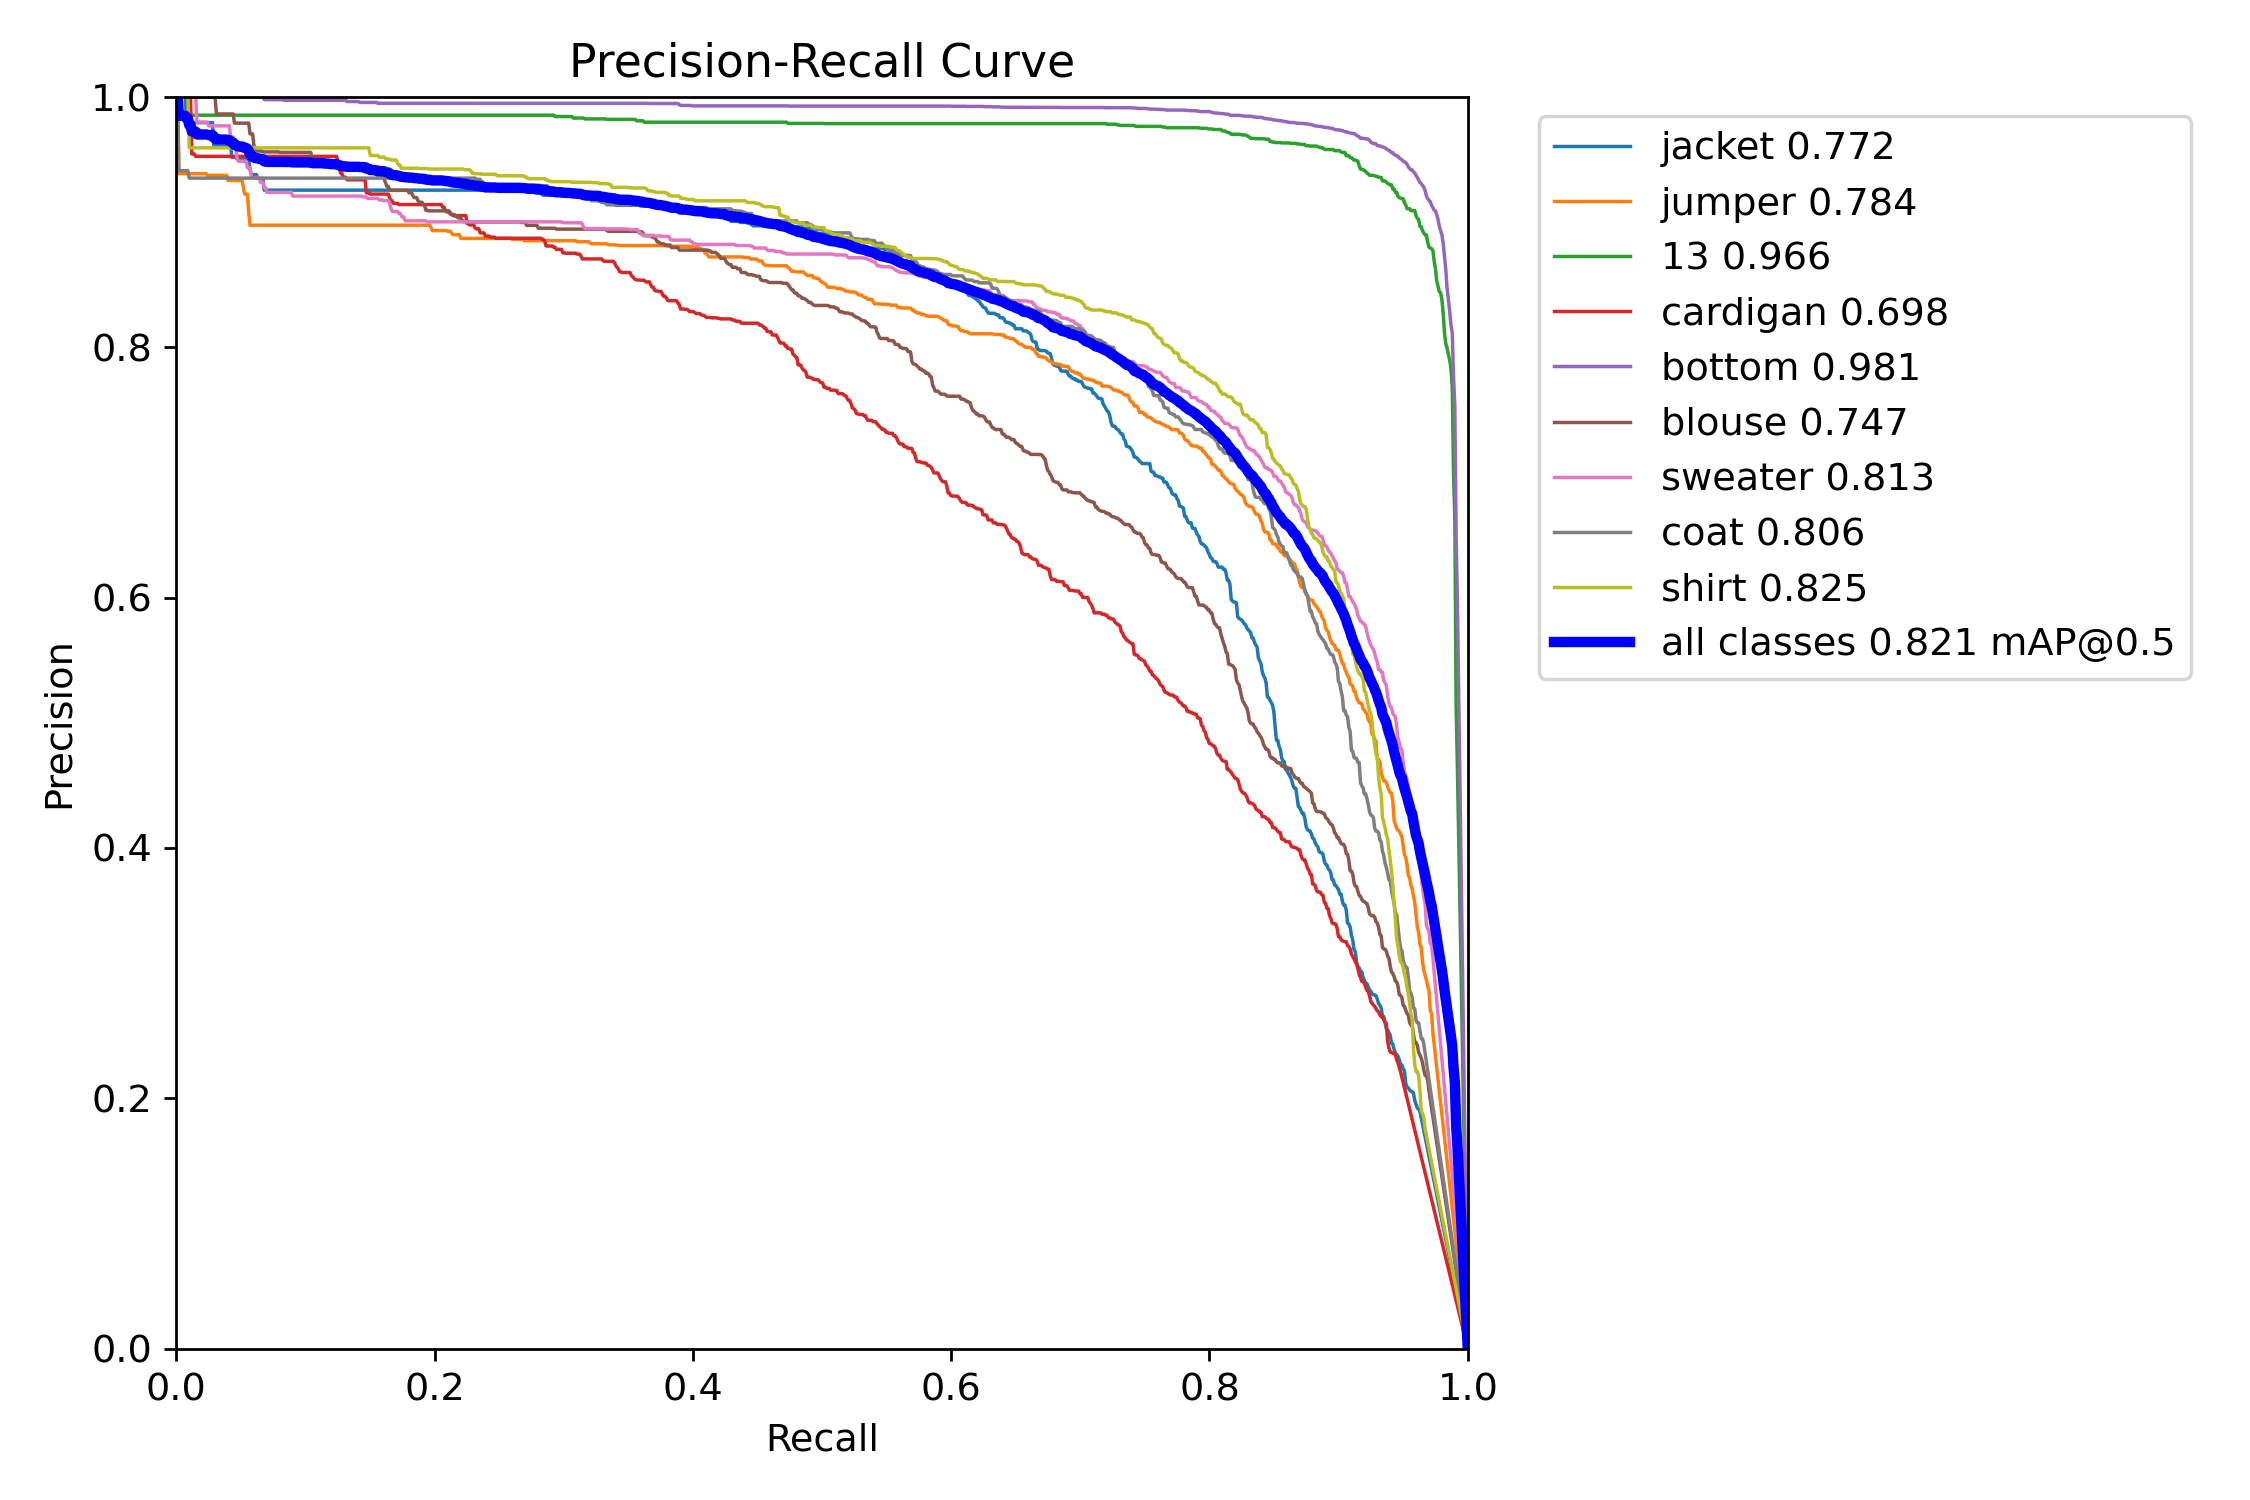 Precision-Recall Curve
1.0
0.8
0.6
0.4
0.2
0.0
Precision
0.0 0.2 0.4 0.6 0.8 1.0
Recall
jacket 0.772
jumper 0.784
13 0.966
cardigan 0.698
bottom 0.981
blouse 0.747
sweater 0.813
coat 0.806
shirt 0.825
all classes 0.821 mAP@0.5